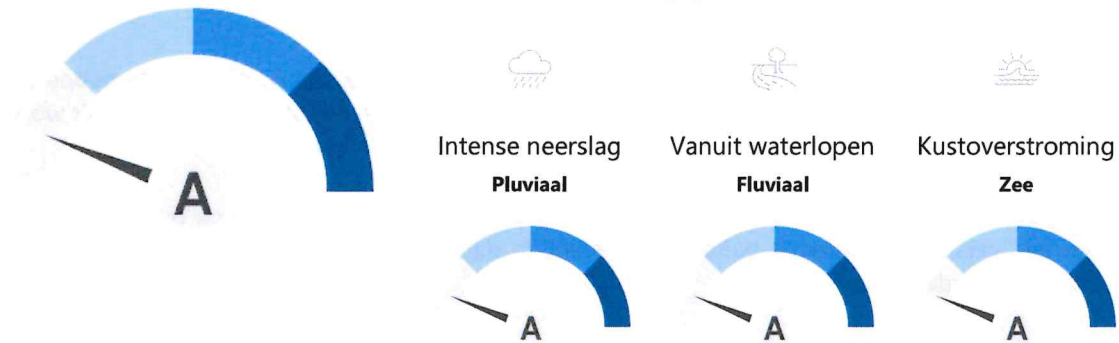 A
Intense neerslag
Pluviaal
A
Vanuit waterlopen
Fluviaal
A
Kustoverstroming
Zee
A